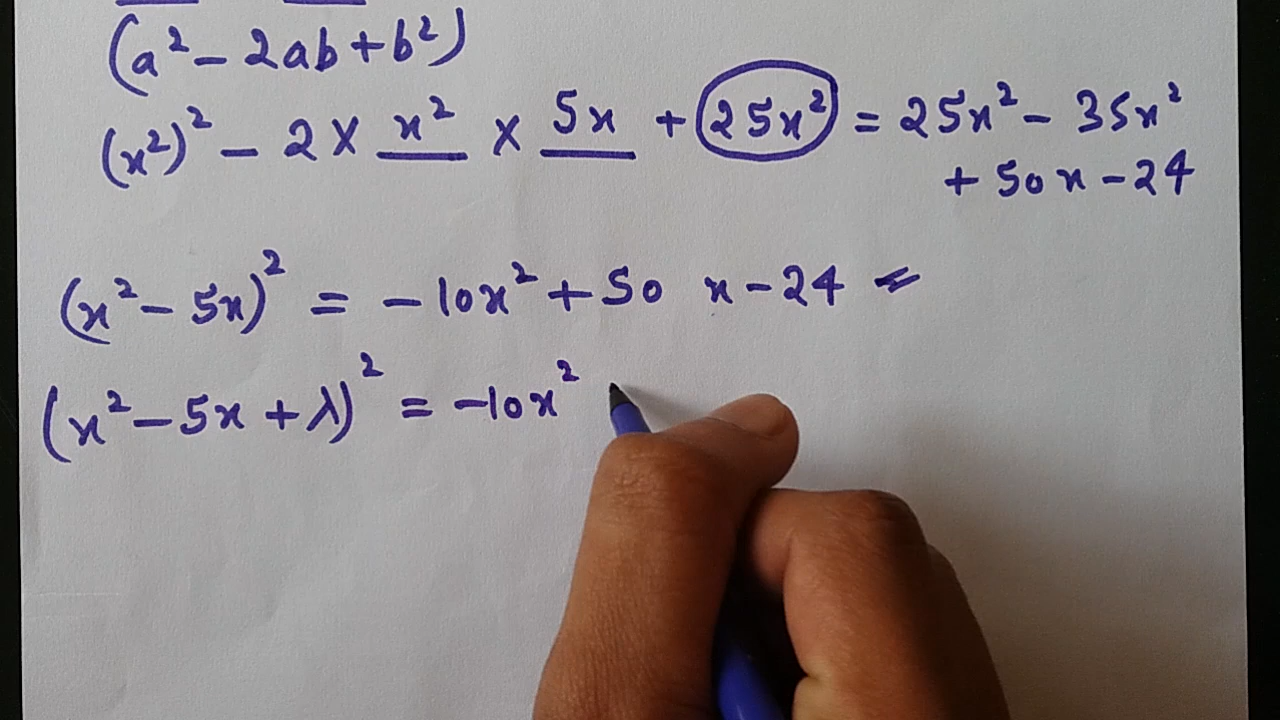 (a² - 2ab + b²)
(x²)² - 2 × x² × 5x + 25x² = 25x² - 35x²
+ 50x - 24
(x² - 5x)² = -10x² + 50 x - 24
(x² - 5x + λ)² = -10x²